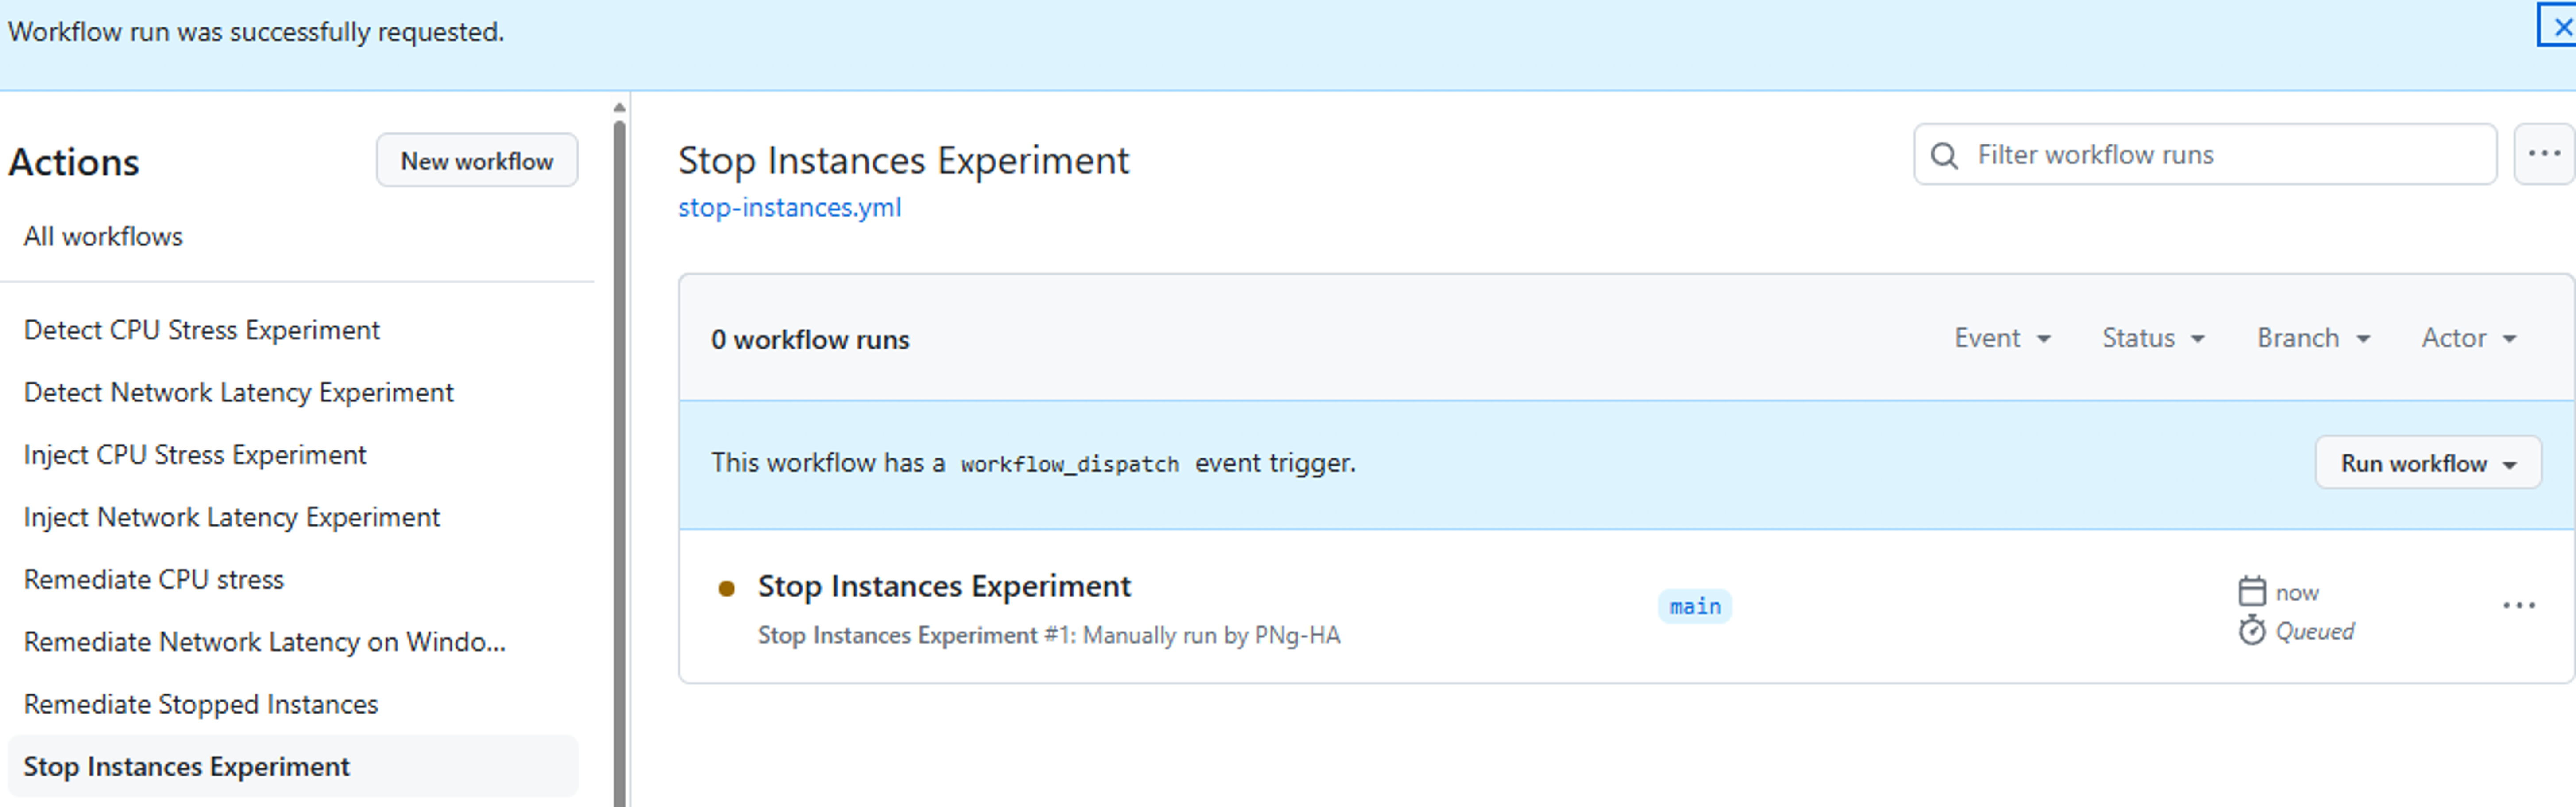 Workflow run was successfully requested.
Actions
New workflow
All workflows
Detect CPU Stress Experiment
Detect Network Latency Experiment
Inject CPU Stress Experiment
Inject Network Latency Experiment
Remediate CPU stress
Remediate Network Latency on Windo...
Remediate Stopped Instances
Stop Instances Experiment
Stop Instances Experiment
stop-instances.yml
Filter workflow runs
0 workflow runs
Event
Status
Branch
Actor
This workflow has a workflow_dispatch event trigger.
Run workflow
Stop Instances Experiment
Stop Instances Experiment #1: Manually run by PNg-HA
main
now
Queued